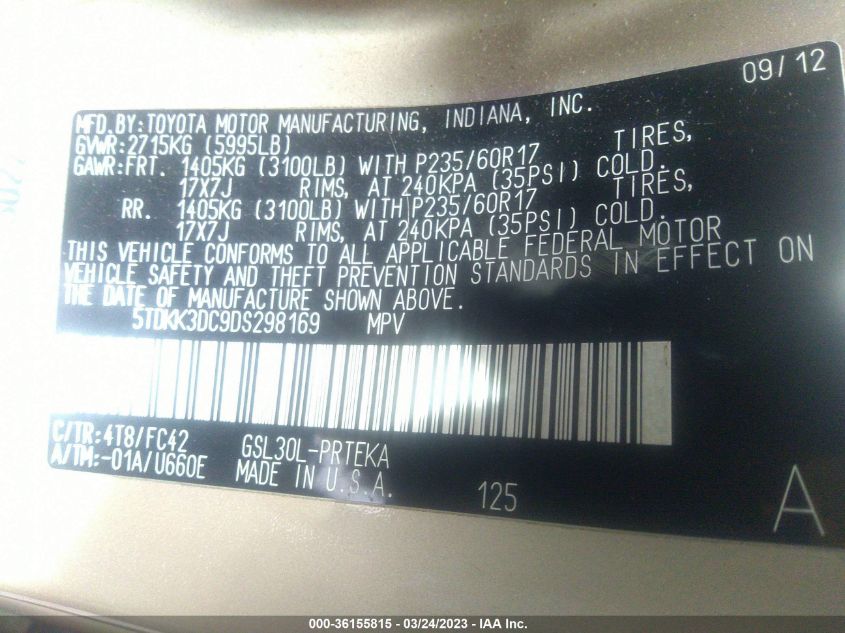 09/12
MFD.BY:TOYOTA MOTOR MANUFACTURING, INDIANA, INC.
GVWR:2715KG (5995LB)
GAWR:FRT. 1405KG (3100LB) WITH P235/60R17 TIRES,
17X7J RIMS, AT 240KPA (35PSI) COLD.
RR. 1405KG (3100LB) WITH P235/60R17 TIRES,
17X7J RIMS, AT 240KPA (35PSI) COLD.
THIS VEHICLE CONFORMS TO ALL APPLICABLE FEDERAL MOTOR
VEHICLE SAFETY AND THEFT PREVENTION STANDARDS IN EFFECT ON
THE DATE OF MANUFACTURE SHOWN ABOVE.
5TDKK3DC9DS298169 MPV
C/TR:4T8/FC42 GSL30L-PRTEKA
A/TM:-01A/U660E MADE IN U.S.A.
125
A
000-36155815 - 03/24/2023 - IAA Inc.